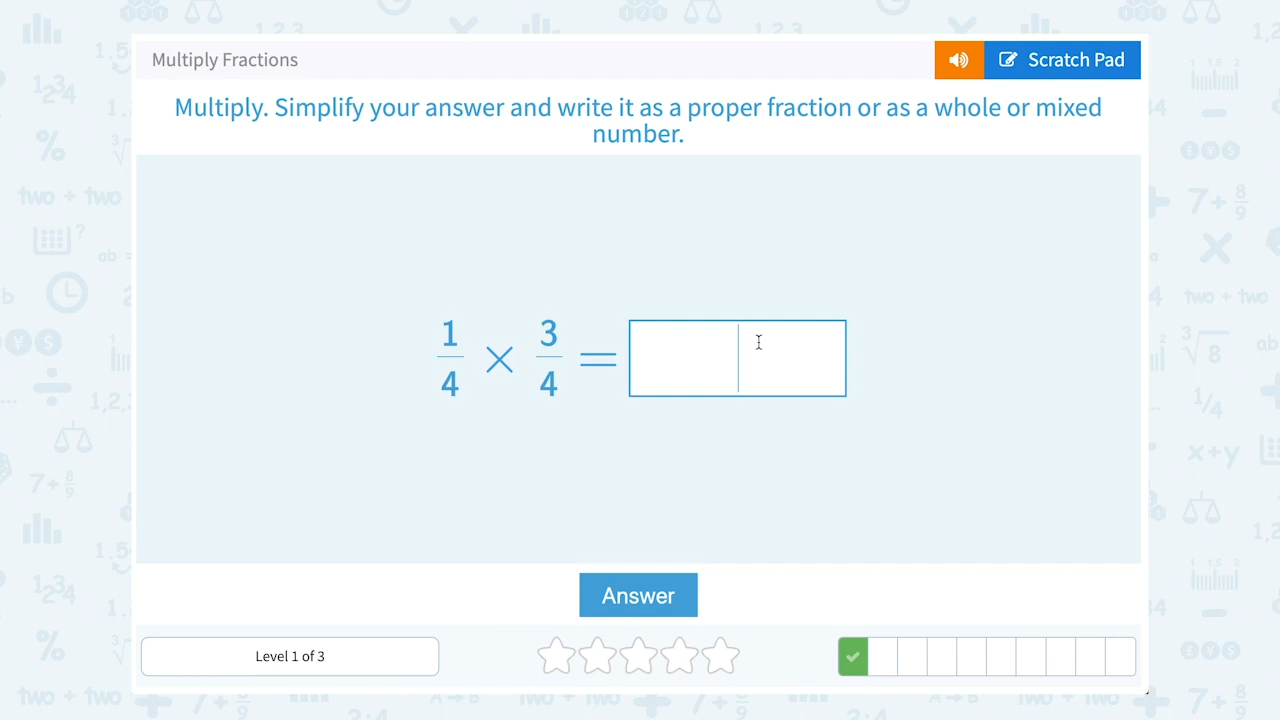 Multiply Fractions
Scratch Pad
Multiply. Simplify your answer and write it as a proper fraction or as a whole or mixed
number.
1/4 × 3/4 =
Answer
Level 1 of 3